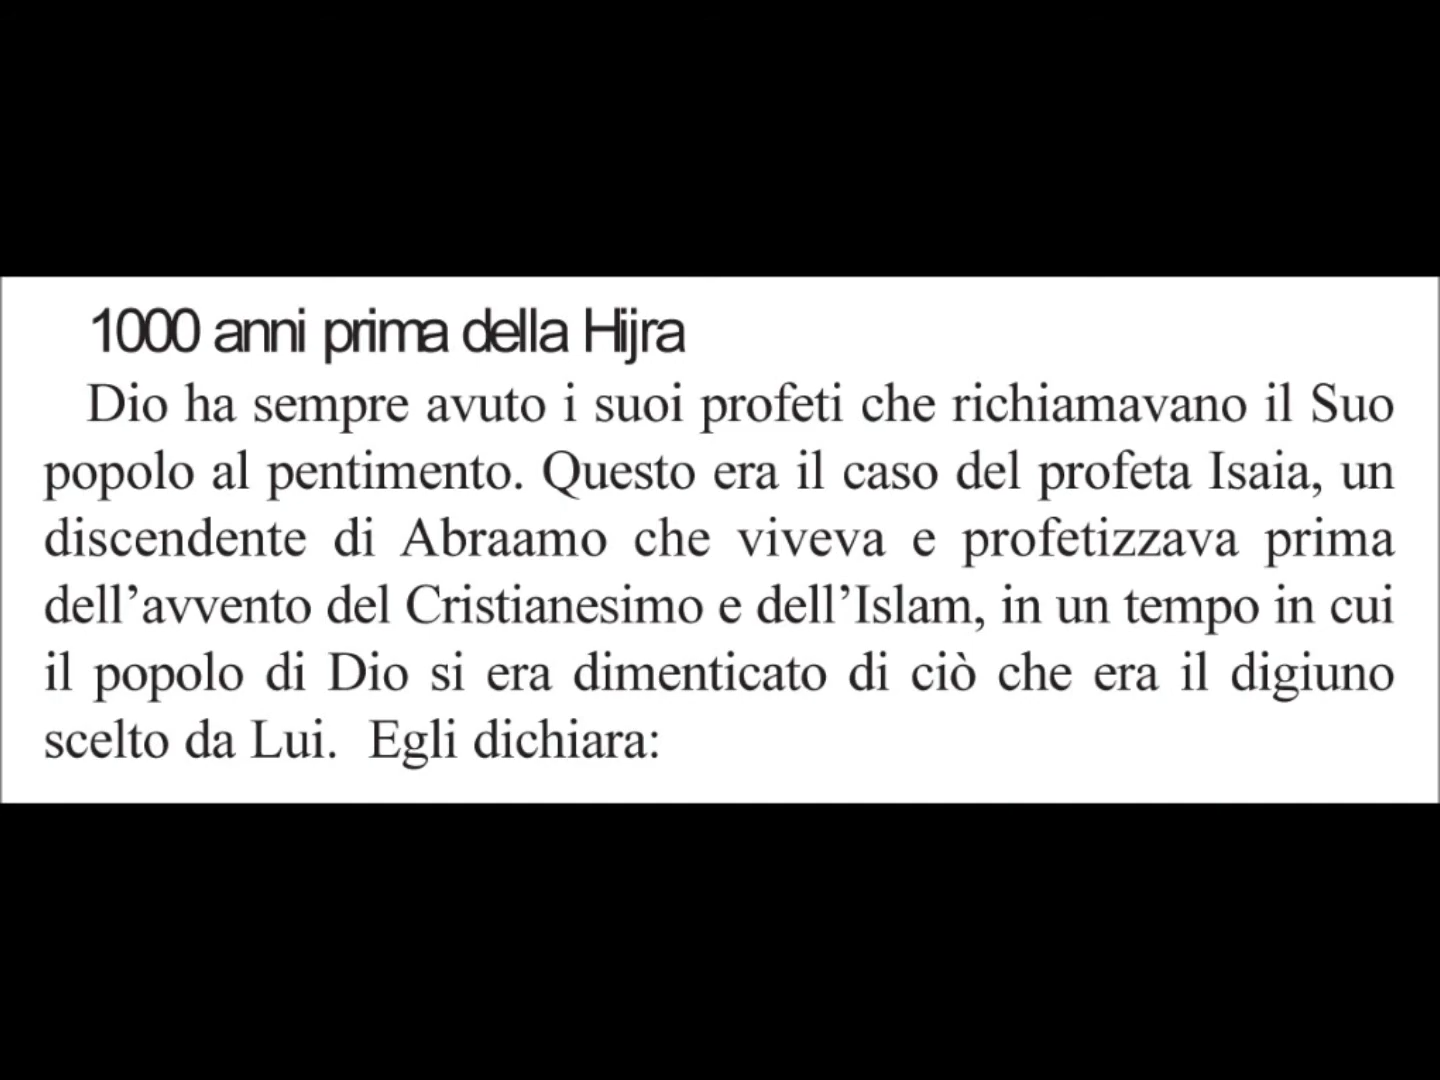 1000 anni prima della Hijra
Dio ha sempre avuto i suoi profeti che richiamavano il Suo
popolo al pentimento. Questo era il caso del profeta Isaia, un
discendente di Abraamo che viveva e profetizzava prima
dell’avvento del Cristianesimo e dell’Islam, in un tempo in cui
il popolo di Dio si era dimenticato di ciò che era il digiuno
scelto da Lui.  Egli dichiara: